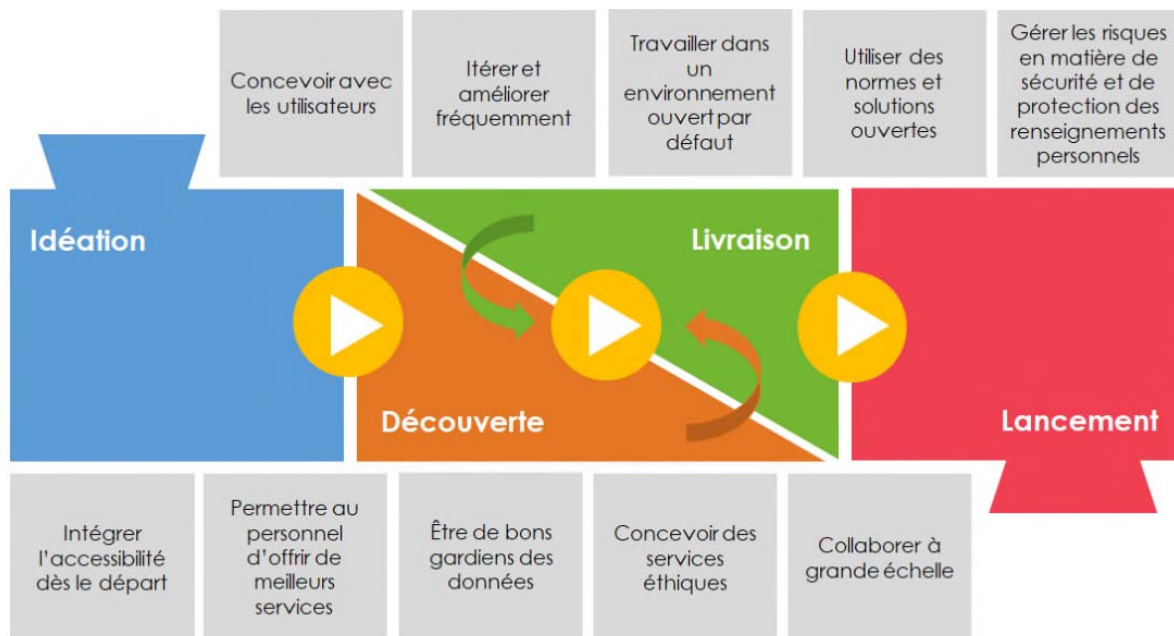 Concevoir avec
les utilisateurs
Itérer et
améliorer
fréquemment
Travailler dans
un
environnement
ouvert par
défaut
Utiliser des
normes et
solutions
ouvertes
Gérer les risques
en matière de
sécurité et de
protection des
renseignements
personnels
Idéation
Livraison
Découverte
Lancement
Intégrer
l'accessibilité
dès le départ
Permettre au
personnel
d'offrir de
meilleurs
services
Être de bons
gardiens des
données
Concevoir des
services
éthiques
Collaborer à
grande échelle